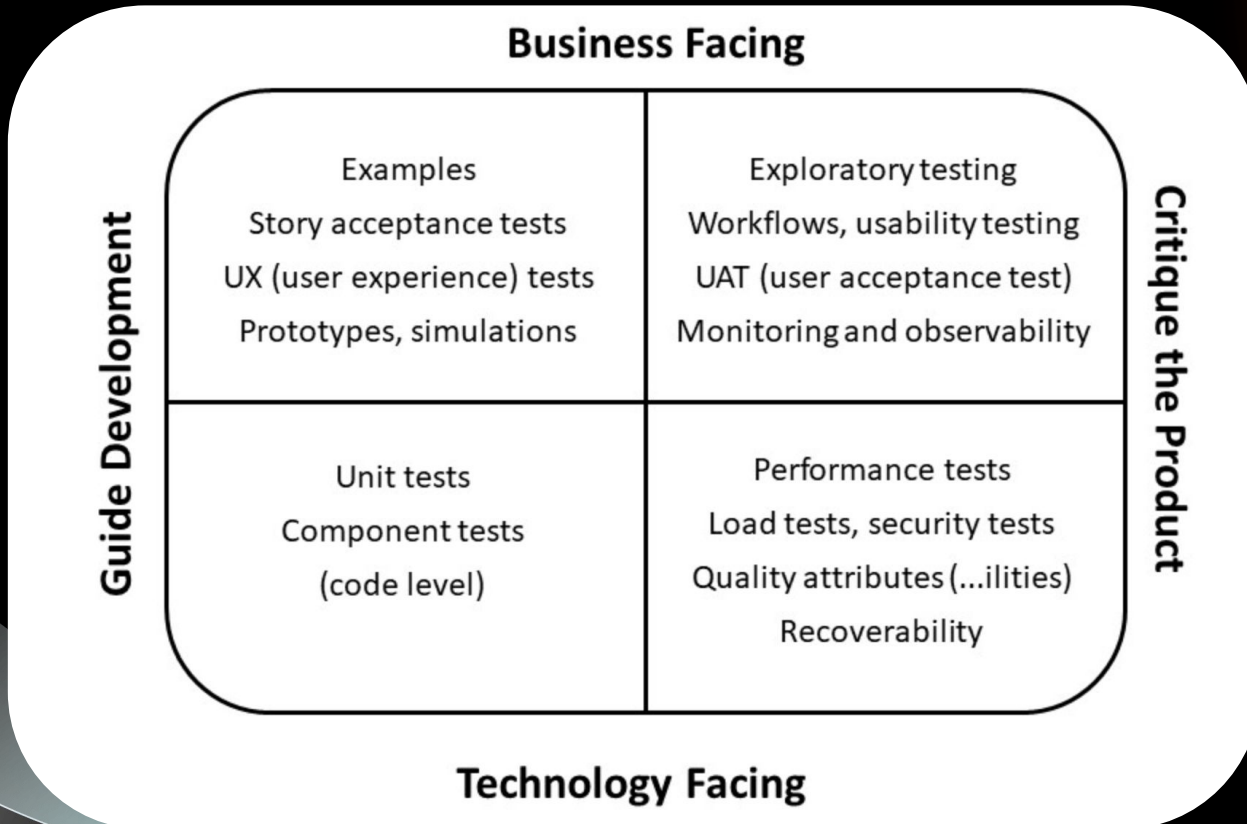 Business Facing
Guide Development
Examples
Story acceptance tests
UX (user experience) tests
Prototypes, simulations
Exploratory testing
Workflows, usability testing
UAT (user acceptance test)
Monitoring and observability
Critique the Product
Unit tests
Component tests
(code level)
Performance tests
Load tests, security tests
Quality attributes (...ilities)
Recoverability
Technology Facing